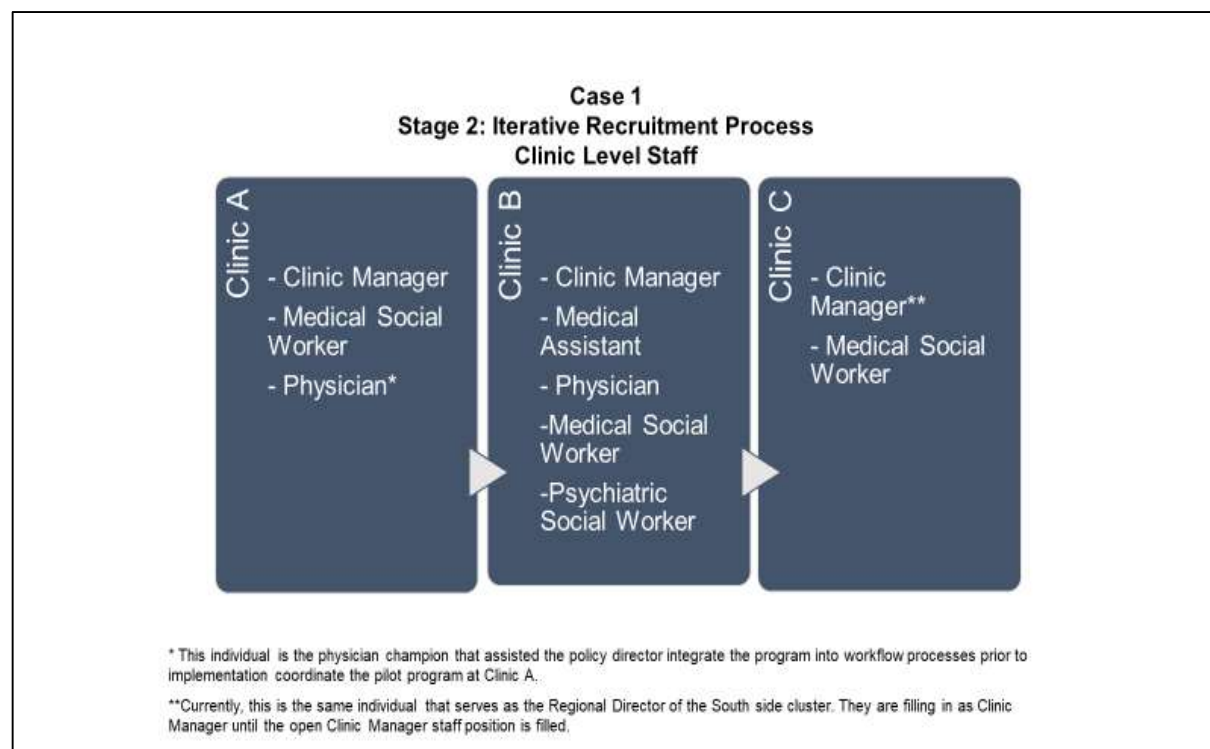 Case 1
Stage 2: Iterative Recruitment Process
Clinic Level Staff
Clinic A
- Clinic Manager
- Medical Social
Worker
- Physician*
Clinic B
- Clinic Manager
- Medical
Assistant
- Physician
-Medical Social
Worker
-Psychiatric
Social Worker
Clinic C
- Clinic
Manager**
- Medical Social
Worker
* This individual is the physician champion that assisted the policy director integrate the program into workflow processes prior to
implementation coordinate the pilot program at Clinic A.
**Currently, this is the same individual that serves as the Regional Director of the South side cluster. They are filling in as Clinic
Manager until the open Clinic Manager staff position is filled.